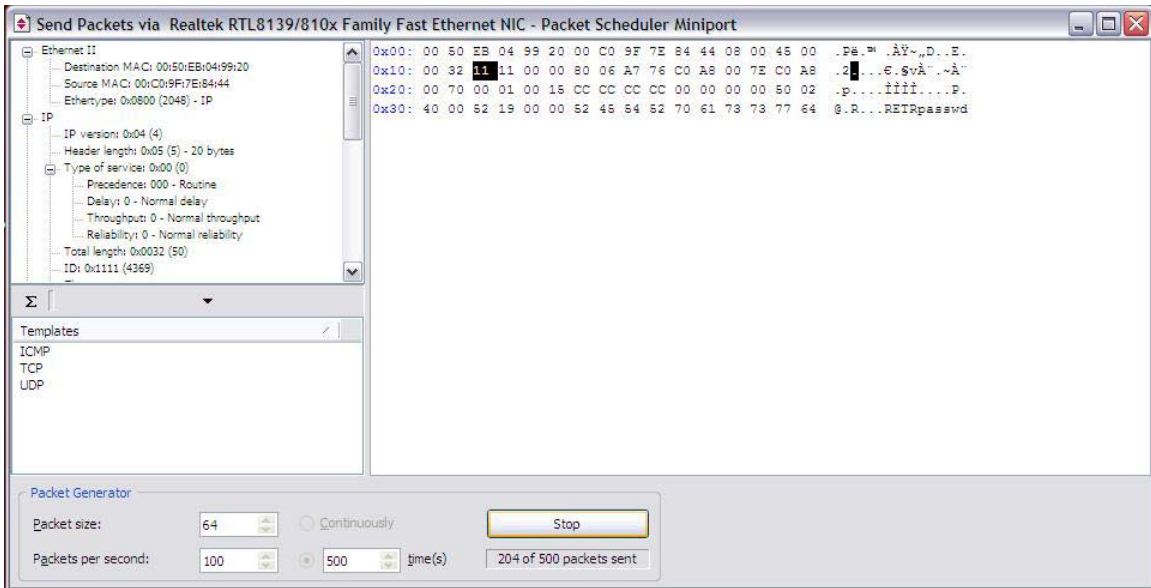 Send Packets via Realtek RTL8139/810x Family Fast Ethernet NIC - Packet Scheduler Miniport
Ethernet II
Destination MAC: 00:50:EB:04:99:20
Source MAC: 00:C0:9F:7E:84:44
Ethertype: 0x0800 (2048) - IP
IP
IP version: 0x04 (4)
Header length: 0x05 (5) - 20 bytes
Type of service: 0x00 (0)
Precedence: 000 - Routine
Delay: 0 - Normal delay
Throughput: 0 - Normal throughput
Reliability: 0 - Normal reliability
Total length: 0x0032 (50)
ID: 0x1111 (4369)
0x00: 00 50 EB 04 99 20 00 C0 9F 7E 84 44 08 00 45 00 .Pë.™ .ÀŸ~„D..E.
0x10: 00 32 11 11 00 00 80 06 A7 76 C0 A8 00 7E C0 A8 .2....€.§vÀ¨.~À¨
0x20: 00 70 00 01 00 15 CC CC CC CC 00 00 00 00 50 02 .p....ÌÌÌÌ....P.
0x30: 40 00 52 19 00 00 52 45 54 52 70 61 73 73 77 64 @.R...RETRpasswd
Σ
Templates
ICMP
TCP
UDP
Packet Generator
Packet size: 64 Continuously Stop
Packets per second: 100 500 time(s) 204 of 500 packets sent